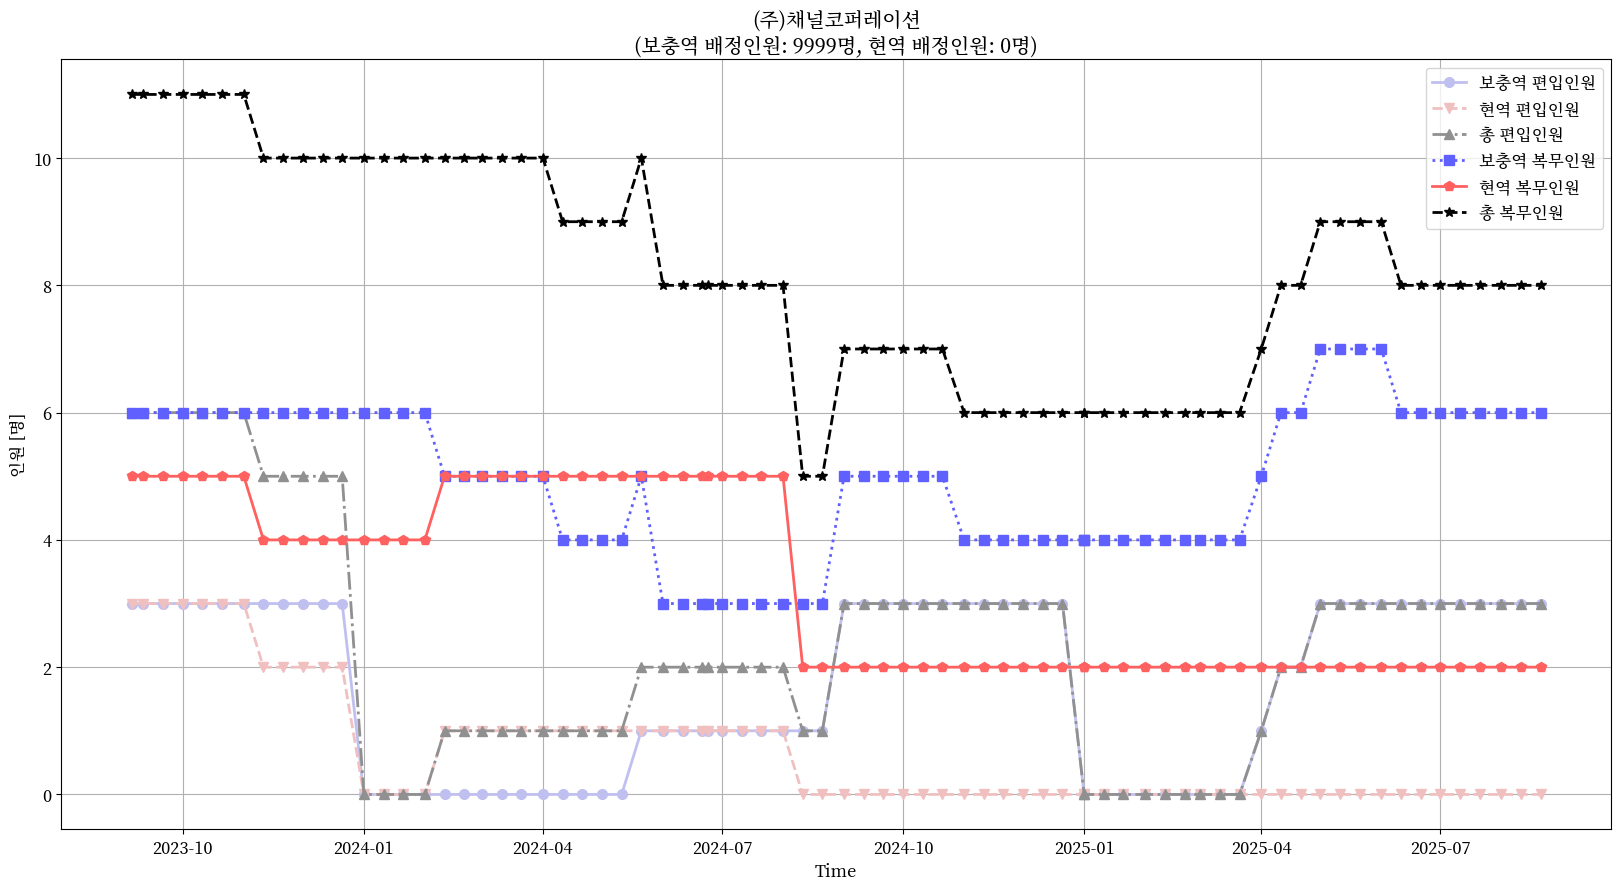 (주)채널코퍼레이션
(보충역 배정인원: 9999명, 현역 배정인원: 0명)
보충역 편입인원
현역 편입인원
총 편입인원
보충역 복무인원
현역 복무인원
총 복무인원
인원 [명]
10
8
6
4
2
0
2023-10
2024-01
2024-04
2024-07
2024-10
2025-01
2025-04
2025-07
Time